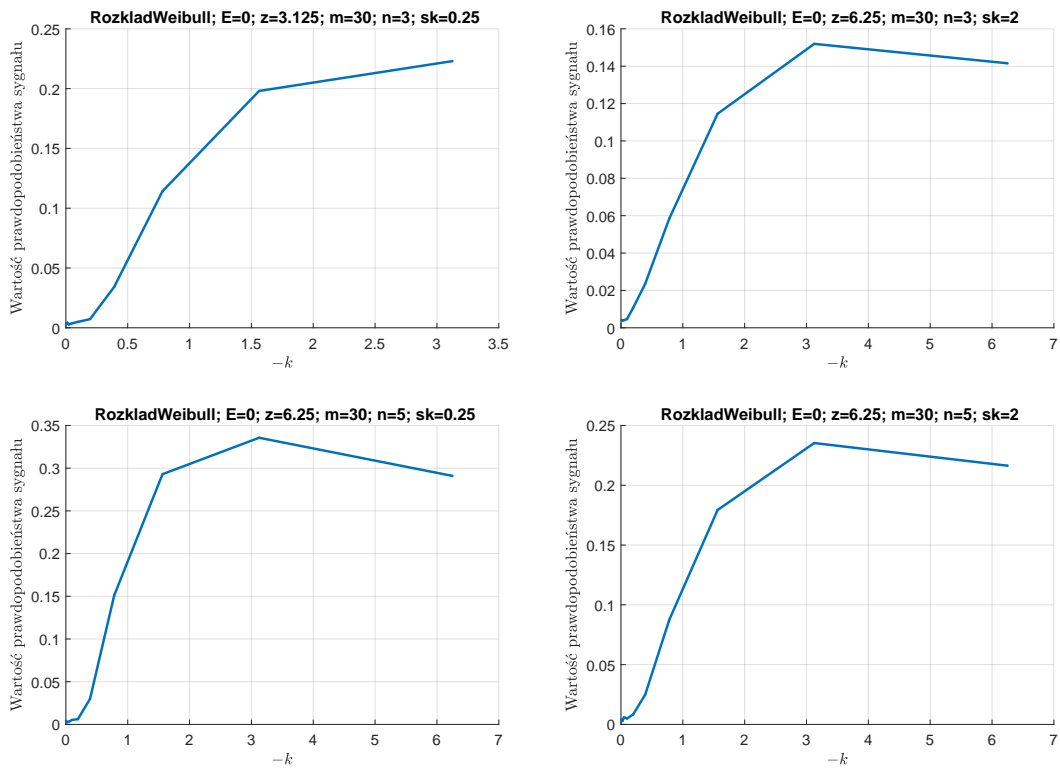 RozkladWeibull; E=0; z=3.125; m=30; n=3; sk=0.25
Wartość prawdopodobieństwa sygnału
0.25
0.2
0.15
0.1
0.05
0
0 0.5 1 1.5 2 2.5 3 3.5
−k
RozkladWeibull; E=0; z=6.25; m=30; n=3; sk=2
Wartość prawdopodobieństwa sygnału
0.16
0.14
0.12
0.1
0.08
0.06
0.04
0.02
0
0 1 2 3 4 5 6 7
−k
RozkladWeibull; E=0; z=6.25; m=30; n=5; sk=0.25
Wartość prawdopodobieństwa sygnału
0.35
0.3
0.25
0.2
0.15
0.1
0.05
0
0 1 2 3 4 5 6 7
−k
RozkladWeibull; E=0; z=6.25; m=30; n=5; sk=2
Wartość prawdopodobieństwa sygnału
0.25
0.2
0.15
0.1
0.05
0
0 1 2 3 4 5 6 7
−k